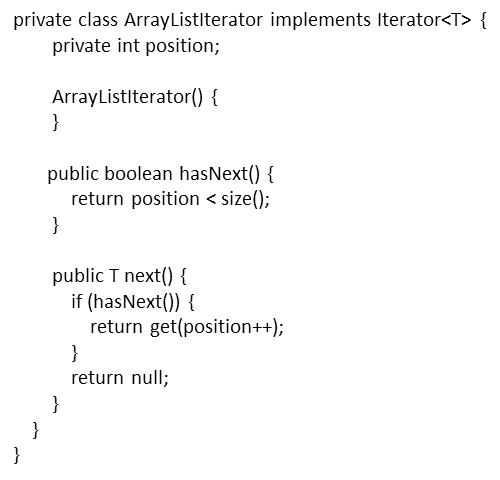 private class ArrayListIterator implements Iterator<T> {
private int position;
ArrayListIterator() {
}
public boolean hasNext() {
return position < size();
}
public T next() {
if (hasNext()) {
return get(position++);
}
return null;
}
}
}